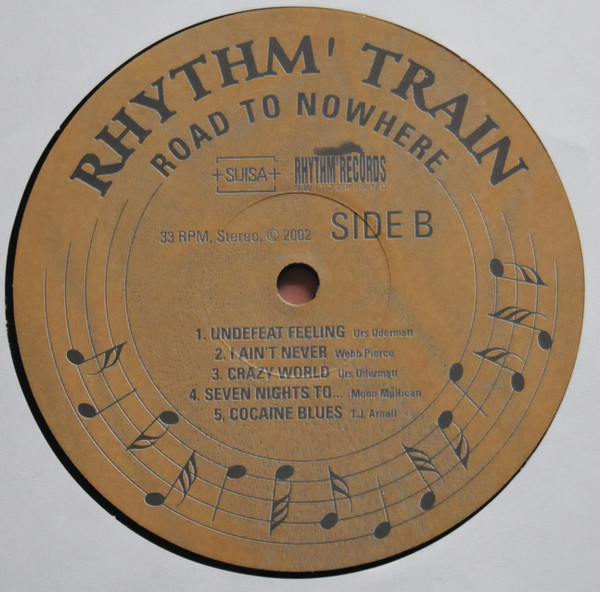 RHYTHM' TRAIN
ROAD TO NOWHERE
+SUISA+
RHYTHM'RECORDS
SWITZERLAND
33 RPM, Stereo, © 2002 SIDE B
1. UNDEFEAT FEELING Urs Odermatt
2. I AIN'T NEVER Webb Pierce
3. CRAZY WORLD Urs Odermatt
4. SEVEN NIGHTS TO... Moon Mullican
5. COCAINE BLUES T.J. Arnall